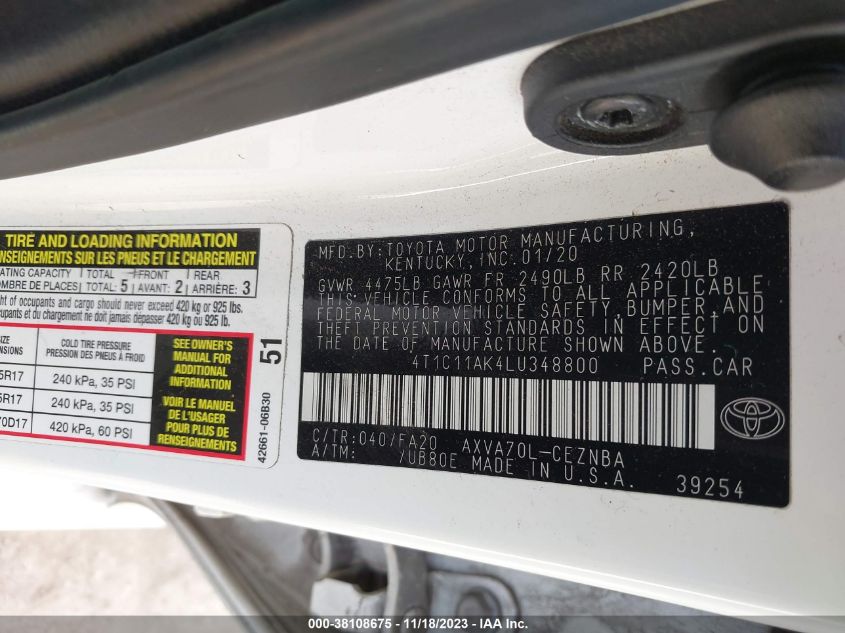 TIRE AND LOADING INFORMATION
RENSEIGNEMENTS SUR LES PNEUS ET LE CHARGEMENT
SEATING CAPACITY TOTAL FRONT REAR
NOMBRE DE PLACES: TOTAL: 5 AVANT: 2 ARRIÈRE: 3
of occupants and cargo should never exceed 420 kg or 925 lbs.
occupants et du chargement ne doit jamais dépasser 420 kg ou 925 lb.
COLD TIRE PRESSURE
PRESSION DES PNEUS À FROID
5R17 240 kPa, 35 PSI
5R17 240 kPa, 35 PSI
70D17 420 kPa, 60 PSI
SEE OWNER'S
MANUAL FOR
ADDITIONAL
INFORMATION
VOIR LE MANUEL
DE L'USAGER
POUR PLUS DE
RENSEIGNEMENTS
51
42661-06B30
MFD.BY:TOYOTA MOTOR MANUFACTURING,
KENTUCKY,INC.01/20
GVWR 4475LB GAWR FR 2490LB RR 2420LB
THIS VEHICLE CONFORMS TO ALL APPLICABLE
FEDERAL MOTOR VEHICLE SAFETY,BUMPER,AND
THEFT PREVENTION STANDARDS IN EFFECT ON
THE DATE OF MANUFACTURE SHOWN ABOVE.
4T1C11AK4LU348800 PASS.CAR
C/TR:040/FA20 AXVA70L-CEZNBA
A/TM: /UB80E MADE IN U.S.A.
39254
000-38108675 - 11/18/2023 - IAA Inc.